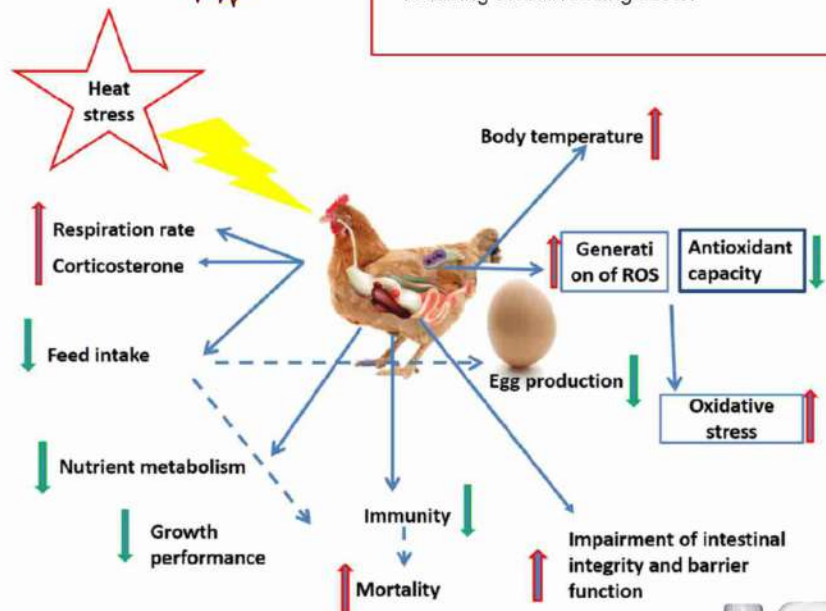 Heat
stress
Body temperature
Respiration rate
Corticosterone
Generati
on of ROS
Antioxidant
capacity
Feed intake
Egg production
Oxidative
stress
Nutrient metabolism
Growth
performance
Immunity
Mortality
Impairment of intestinal
integrity and barrier
function